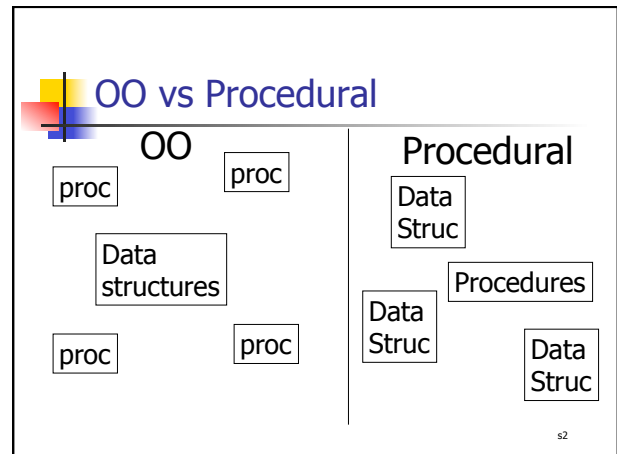 OO vs Procedural
OO
proc
proc
Data
structures
proc
proc
Procedural
Data
Struc
Procedures
Data
Struc
Data
Struc
s2